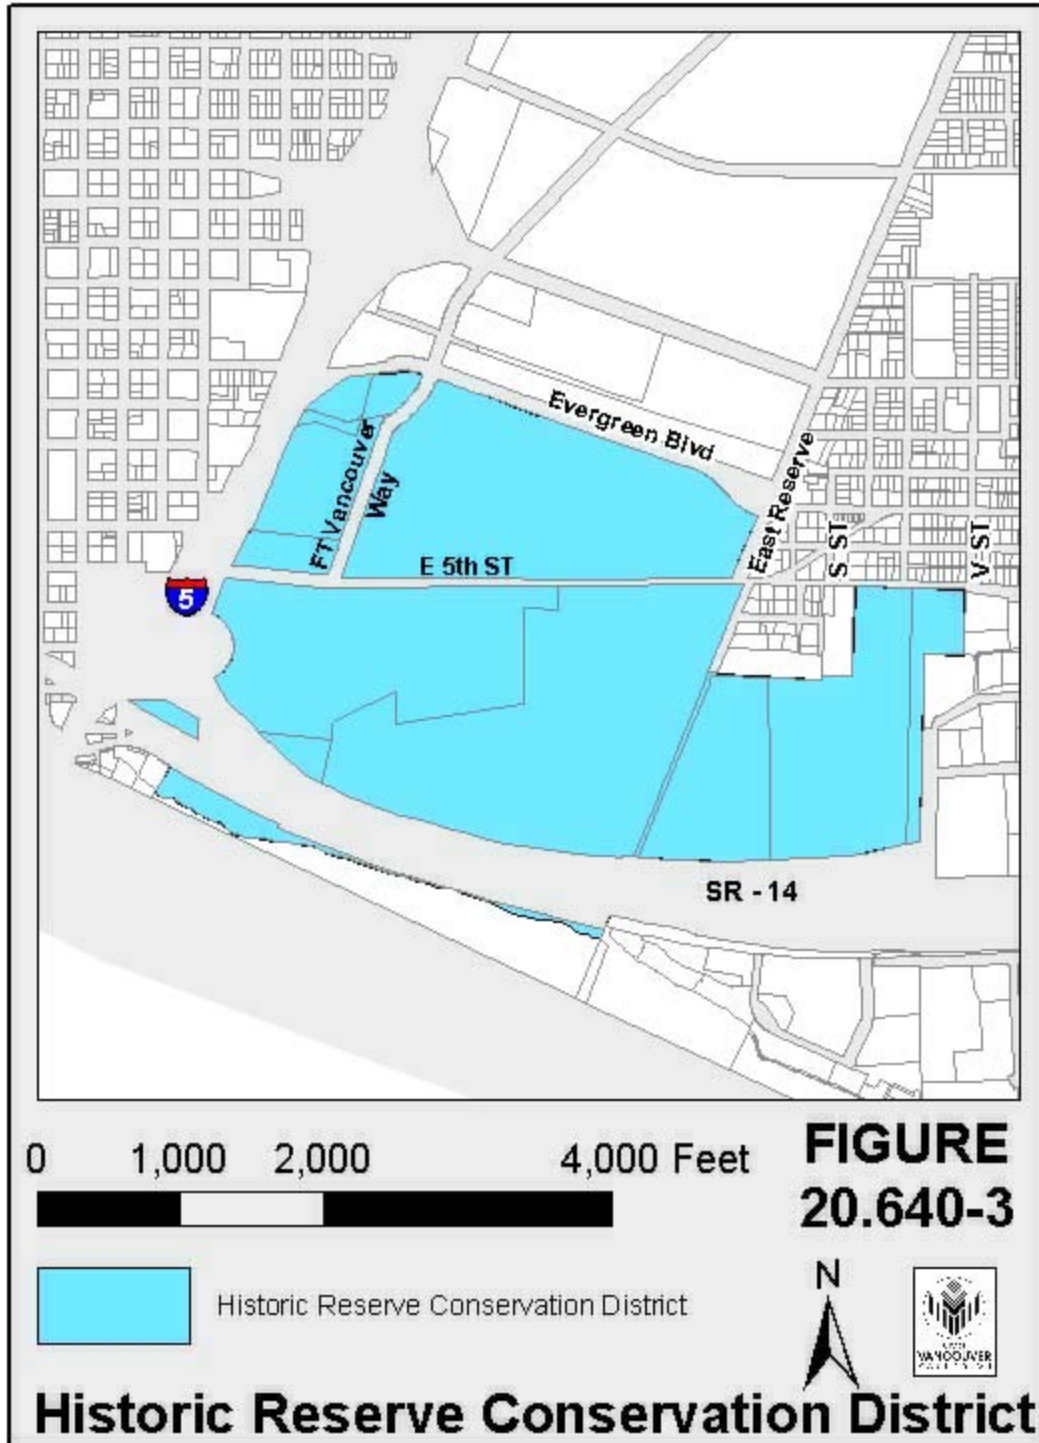 Evergreen Blvd
FT Vancouver
Way
East Reserve
S ST
V ST
E 5th ST
5
SR - 14
0 1,000 2,000 4,000 Feet
FIGURE
20.640-3
Historic Reserve Conservation District
N
VANCOUVER
Historic Reserve Conservation District